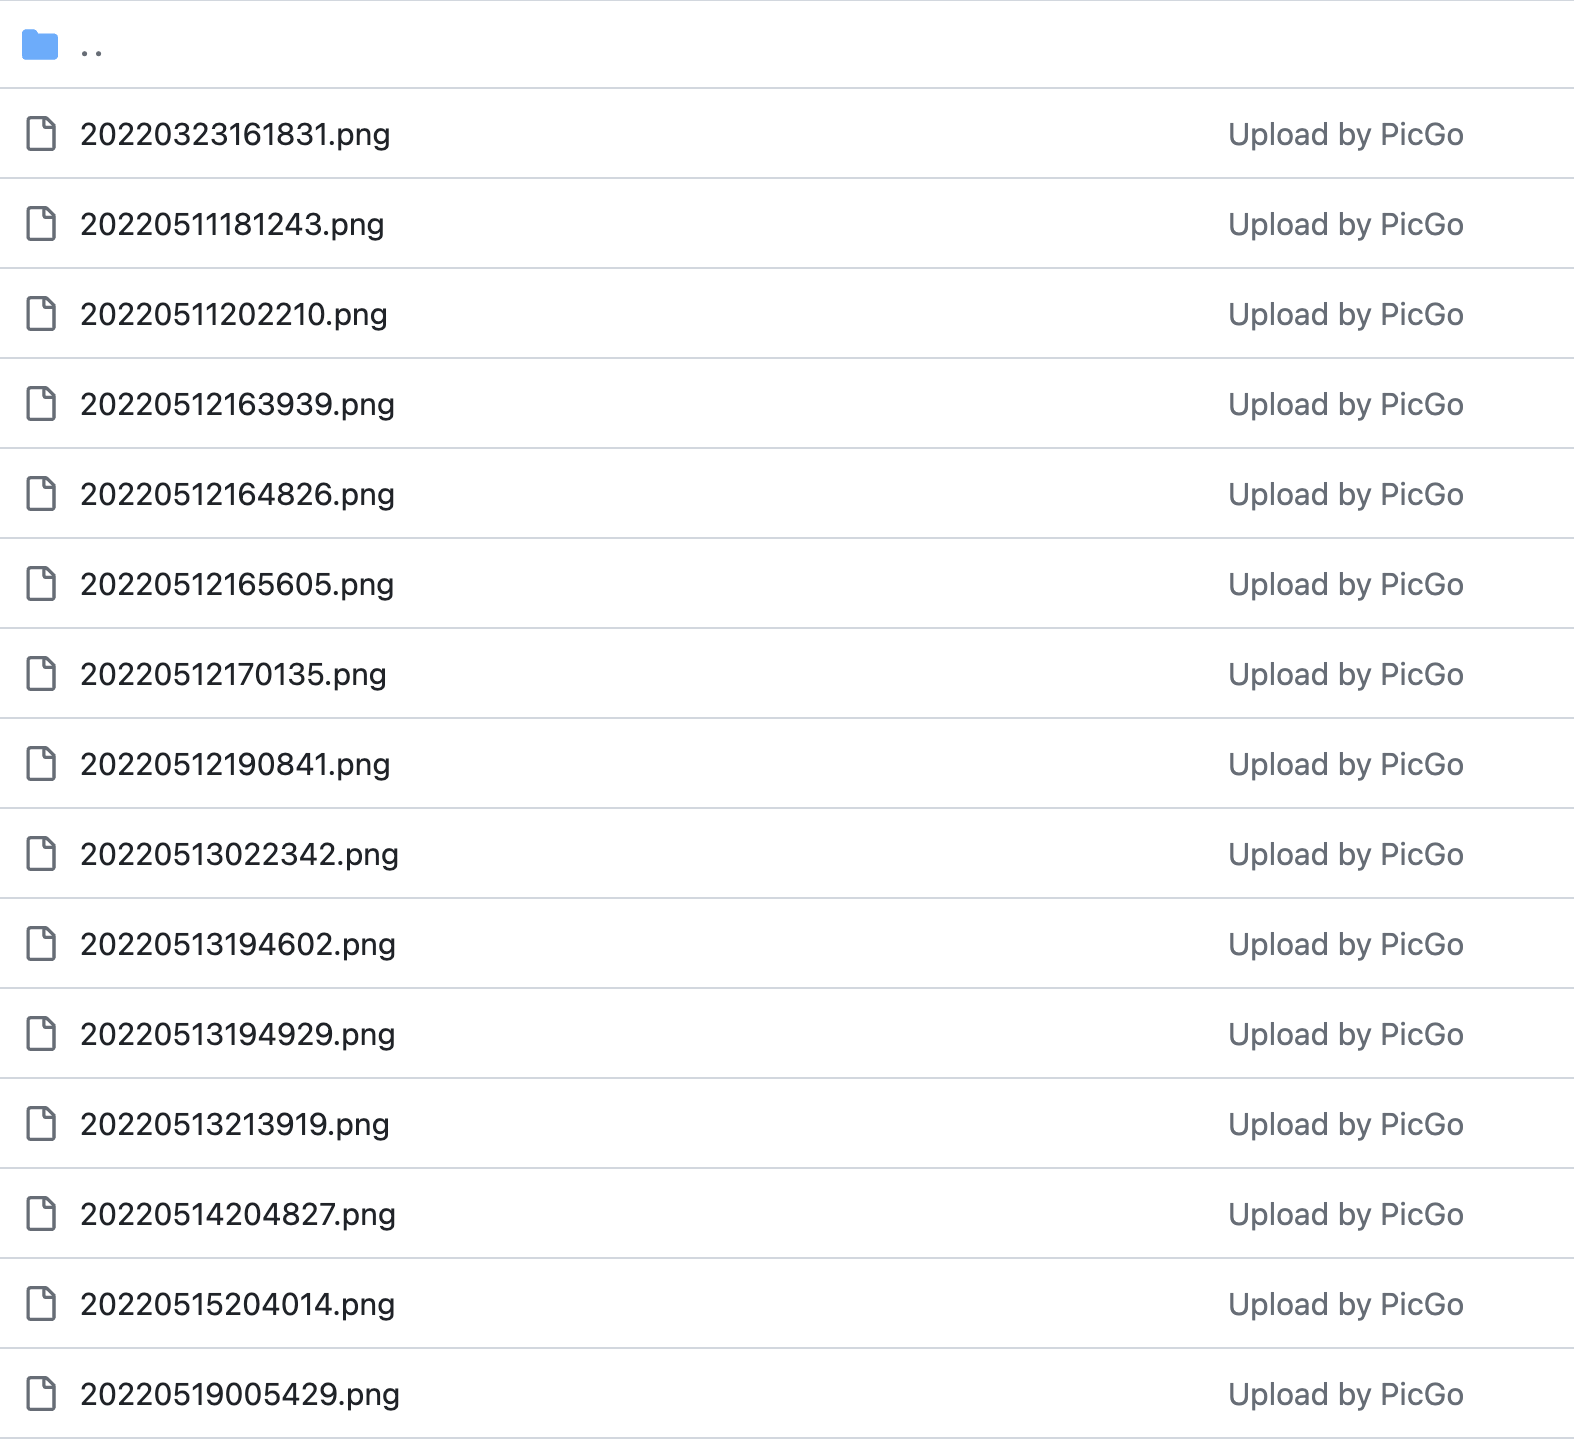 ..
20220323161831.png Upload by PicGo
20220511181243.png Upload by PicGo
20220511202210.png Upload by PicGo
20220512163939.png Upload by PicGo
20220512164826.png Upload by PicGo
20220512165605.png Upload by PicGo
20220512170135.png Upload by PicGo
20220512190841.png Upload by PicGo
20220513022342.png Upload by PicGo
20220513194602.png Upload by PicGo
20220513194929.png Upload by PicGo
20220513213919.png Upload by PicGo
20220514204827.png Upload by PicGo
20220515204014.png Upload by PicGo
20220519005429.png Upload by PicGo